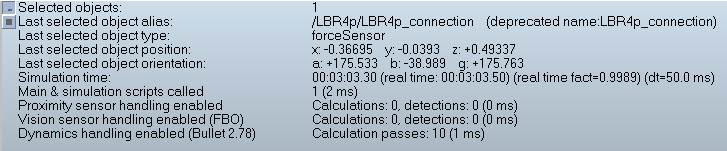 Selected objects: 1
Last selected object alias: /LBR4p/LBR4p_connection (deprecated name:LBR4p_connection)
Last selected object type: forceSensor
Last selected object position: x: -0.36695 y: -0.0393 z: +0.49337
Last selected object orientation: a: +175.533 b: -38.989 g: +175.763
Simulation time: 00:03:03.30 (real time: 00:03:03.50) (real time fact=0.9989) (dt=50.0 ms)
Main & simulation scripts called 1 (2 ms)
Proximity sensor handling enabled Calculations: 0, detections: 0 (0 ms)
Vision sensor handling enabled (FBO) Calculations: 0, detections: 0 (0 ms)
Dynamics handling enabled (Bullet 2.78) Calculation passes: 10 (1 ms)